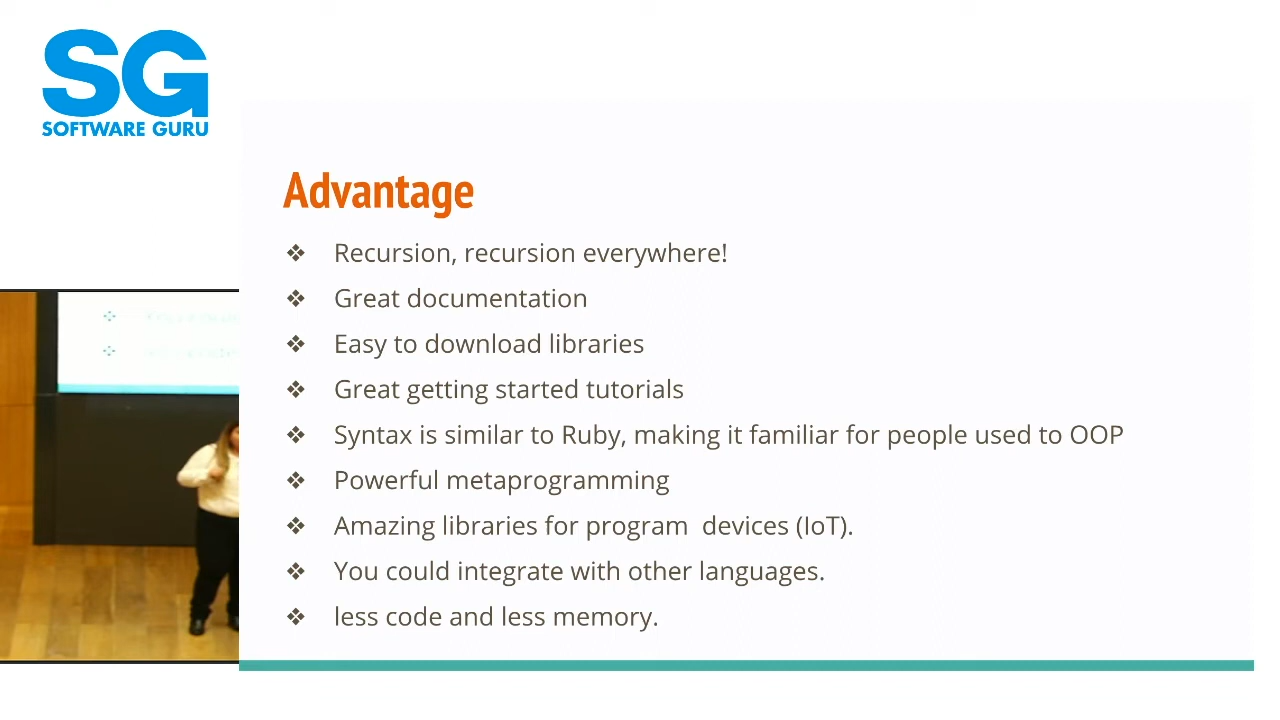 SG
SOFTWARE GURU
Advantage
❖ Recursion, recursion everywhere!
❖ Great documentation
❖ Easy to download libraries
❖ Great getting started tutorials
❖ Syntax is similar to Ruby, making it familiar for people used to OOP
❖ Powerful metaprogramming
❖ Amazing libraries for program  devices (IoT).
❖ You could integrate with other languages.
❖ less code and less memory.